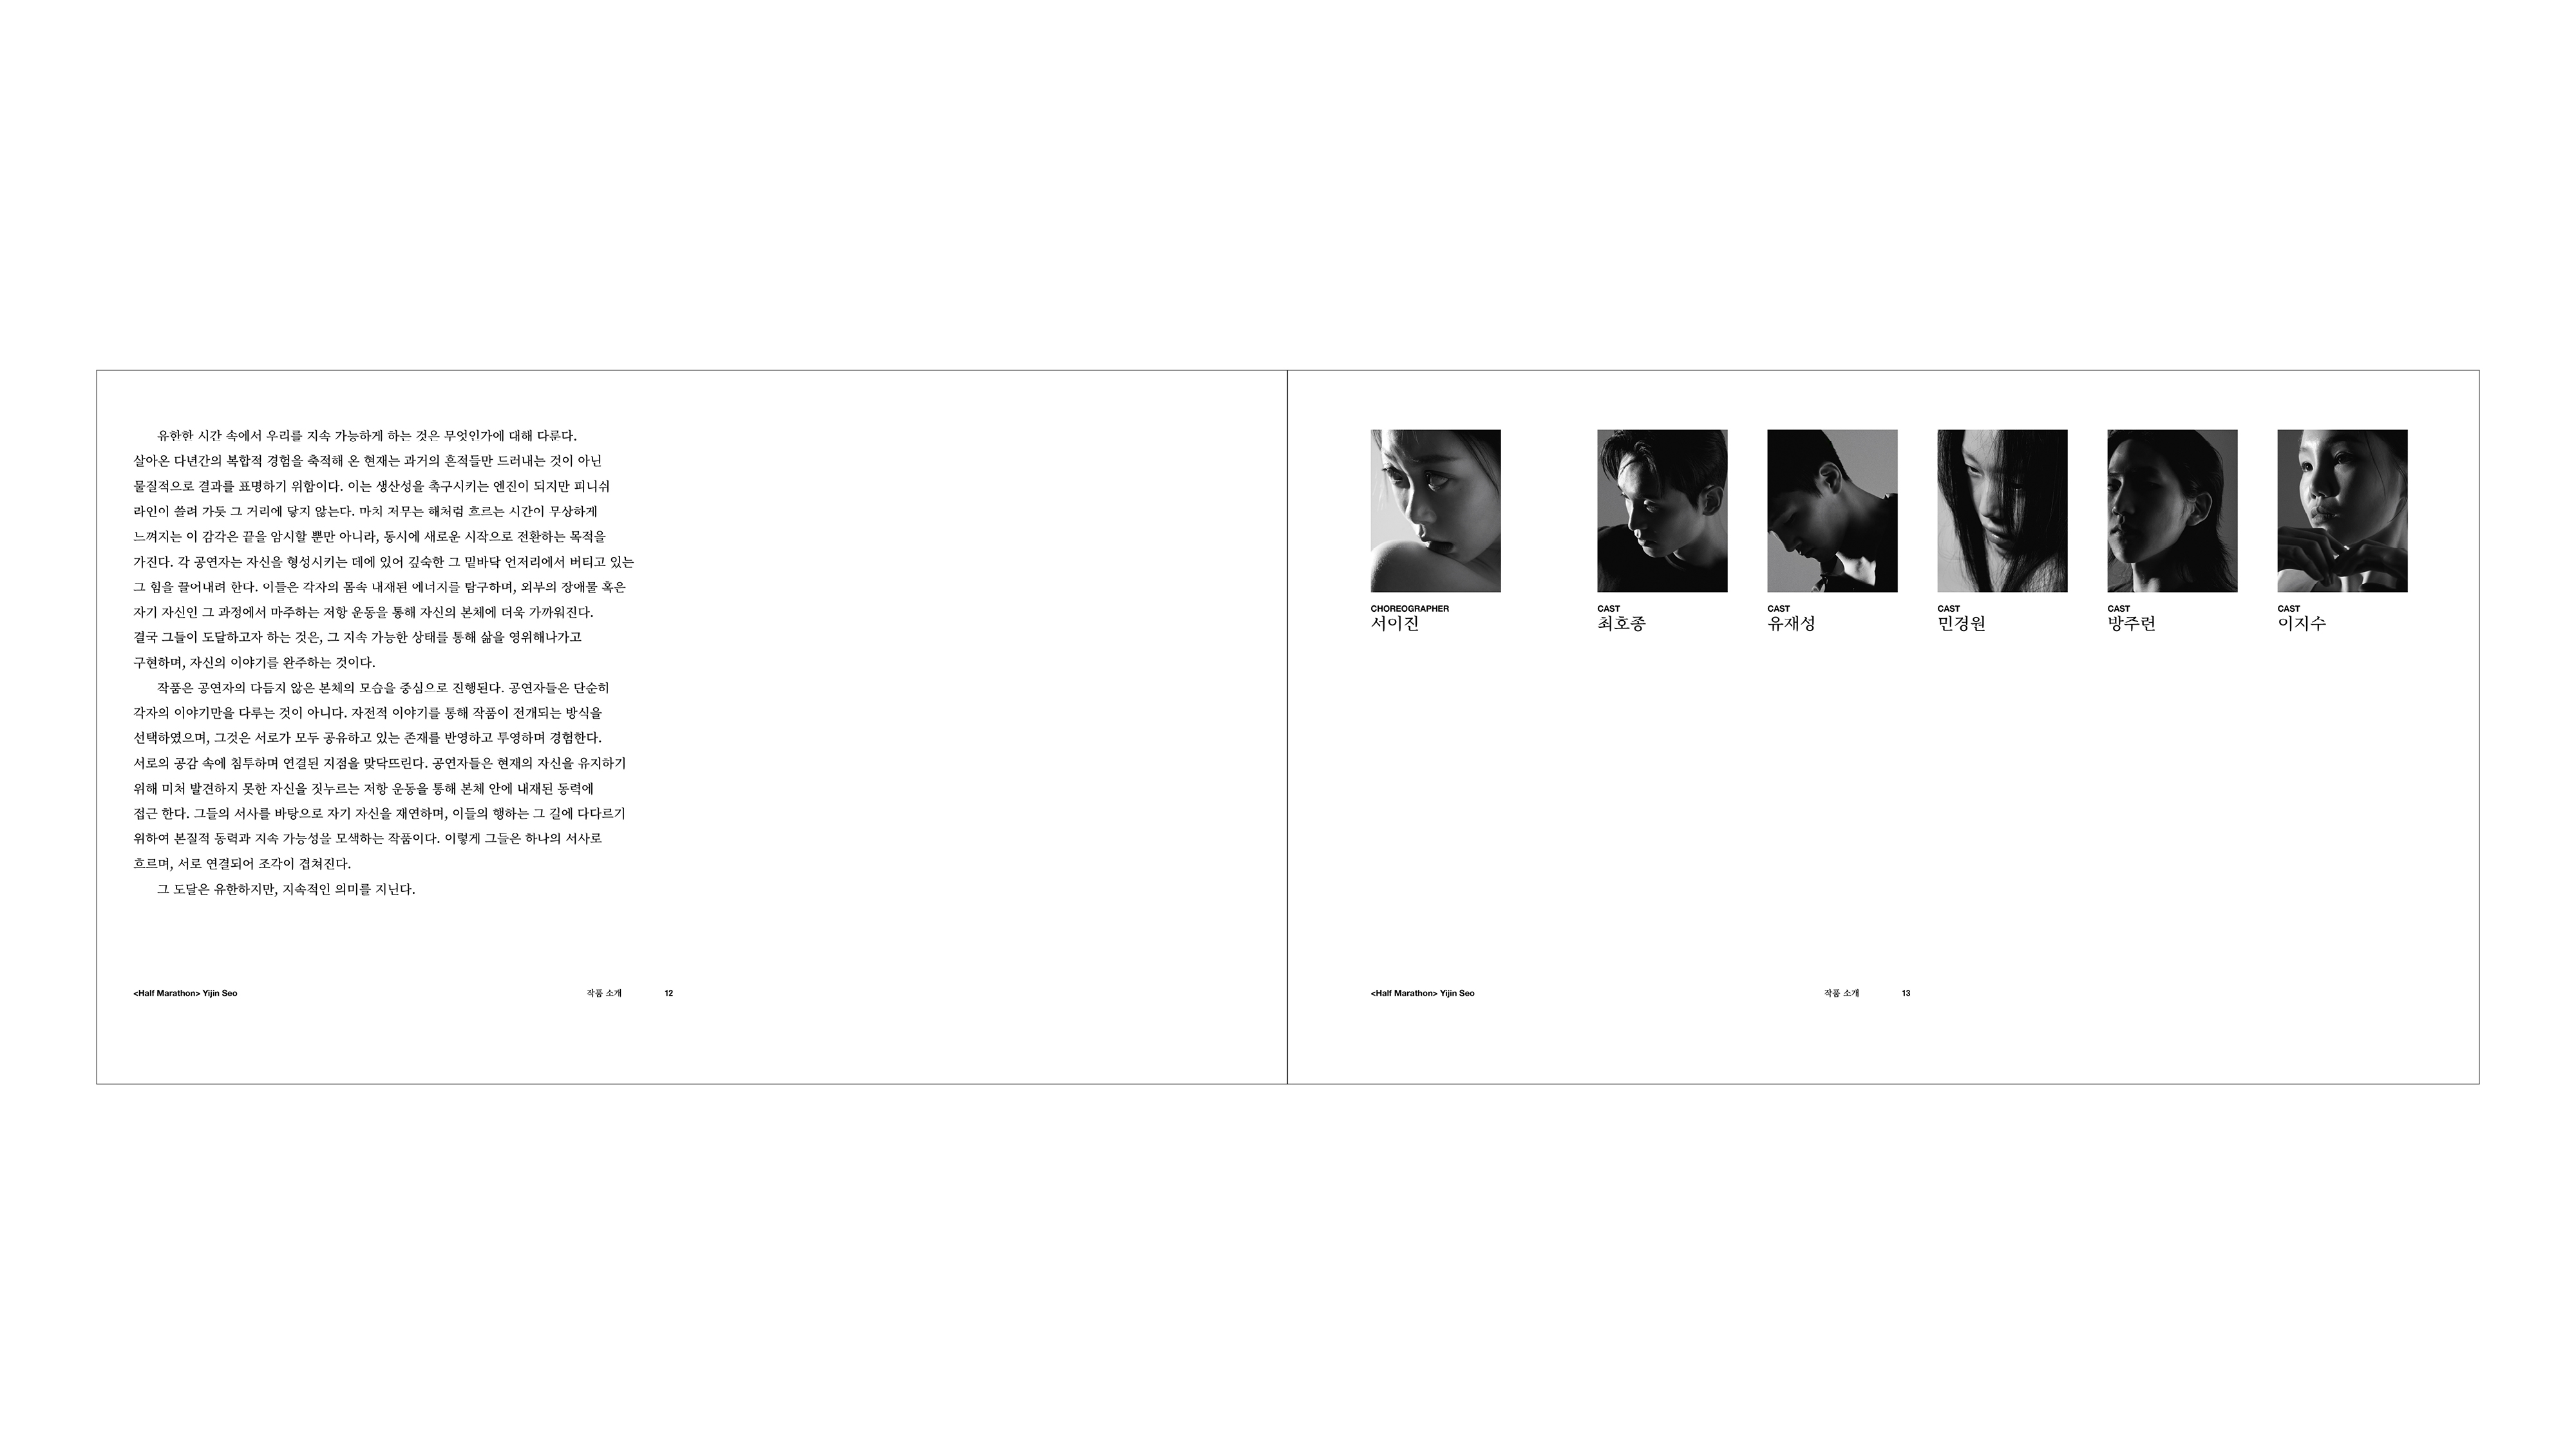 유한한 시간 속에서 우리를 지속 가능하게 하는 것은 무엇인가에 대해 다룬다.
살아온 다년간의 복합적 경험을 축적해 온 현재는 과거의 흔적들만 드러내는 것이 아닌
물질적으로 결과를 표명하기 위함이다. 이는 생산성을 촉구시키는 엔진이 되지만 피니쉬
라인이 쓸려 가듯 그 거리에 닿지 않는다. 마치 저무는 해처럼 흐르는 시간이 무상하게
느껴지는 이 감각은 끝을 암시할 뿐만 아니라, 동시에 새로운 시작으로 전환하는 목적을
가진다. 각 공연자는 자신을 형성시키는 데에 있어 깊숙한 그 밑바닥 언저리에서 버티고 있는
그 힘을 끌어내려 한다. 이들은 각자의 몸속 내재된 에너지를 탐구하며, 외부의 장애물 혹은
자기 자신인 그 과정에서 마주하는 저항 운동을 통해 자신의 본체에 더욱 가까워진다.
결국 그들이 도달하고자 하는 것은, 그 지속 가능한 상태를 통해 삶을 영위해나가고
구현하며, 자신의 이야기를 완주하는 것이다.
작품은 공연자의 다듬지 않은 본체의 모습을 중심으로 진행된다. 공연자들은 단순히
각자의 이야기만을 다루는 것이 아니다. 자전적 이야기를 통해 작품이 전개되는 방식을
선택하였으며, 그것은 서로가 모두 공유하고 있는 존재를 반영하고 투영하며 경험한다.
서로의 공감 속에 침투하며 연결된 지점을 맞닥뜨린다. 공연자들은 현재의 자신을 유지하기
위해 미처 발견하지 못한 자신을 짓누르는 저항 운동을 통해 본체 안에 내재된 동력에
접근 한다. 그들의 서사를 바탕으로 자기 자신을 재연하며, 이들의 행하는 그 길에 다다르기
위하여 본질적 동력과 지속 가능성을 모색하는 작품이다. 이렇게 그들은 하나의 서사로
흐르며, 서로 연결되어 조각이 겹쳐진다.
그 도달은 유한하지만, 지속적인 의미를 지닌다.
<Half Marathon> Yijin Seo
작품 소개
12
CHOREOGRAPHER
서이진
CAST
최호종
CAST
유재성
CAST
민경원
CAST
방주련
CAST
이지수
<Half Marathon> Yijin Seo
작품 소개
13